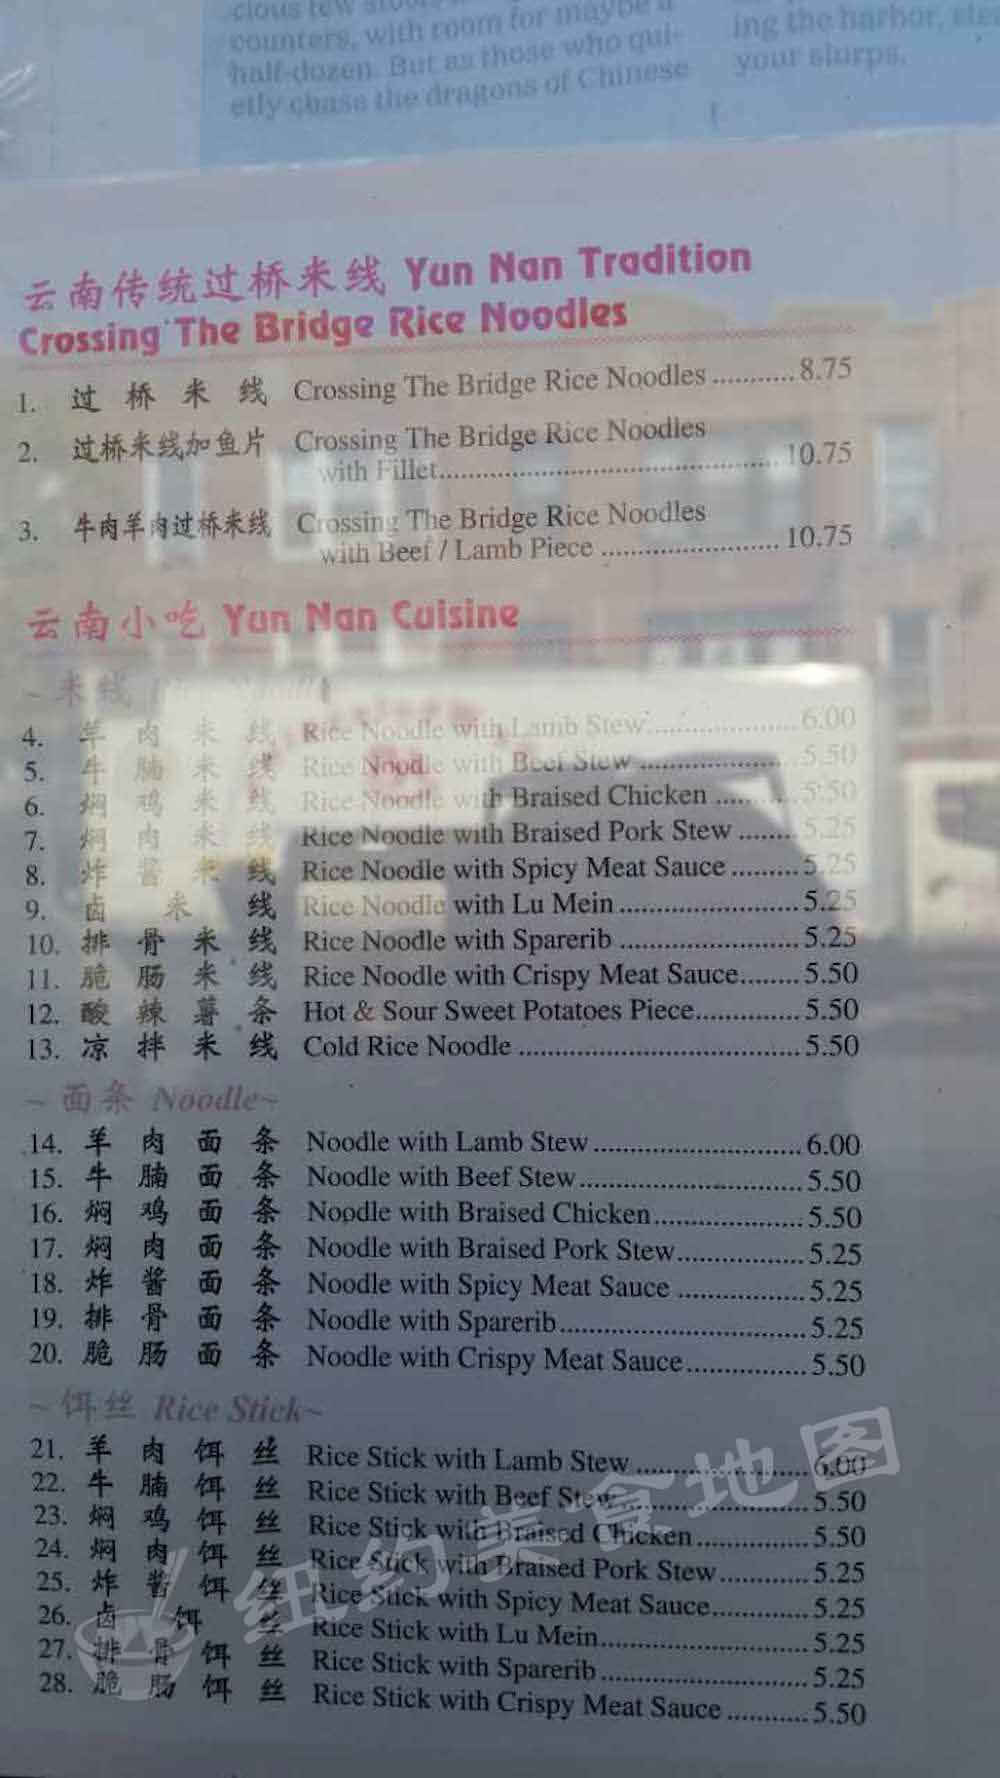 counters, with room for maybe a
half-dozen. But as those who qui-
etly chase the dragons of Chinese
ing the harbor,
your slurps.
云南传统过桥米线 Yun Nan Tradition
Crossing The Bridge Rice Noodles
1. 过桥米线 Crossing The Bridge Rice Noodles ........... 8.75
2. 过桥米线加鱼片 Crossing The Bridge Rice Noodles
with Fillet............................................... 10.75
3. 牛肉羊肉过桥米线 Crossing The Bridge Rice Noodles
with Beef / Lamb Piece ........................ 10.75
云南小吃 Yun Nan Cuisine
~米线
4. 羊肉米线 Rice Noodle with Lamb Stew.................... 6.00
5. 牛腩米线 Rice Noodle with Beef Stew ..................... 5.50
6. 焖鸡米线 Rice Noodle with Braised Chicken .......... 5.50
7. 焖肉米线 Rice Noodle with Braised Pork Stew ....... 5.25
8. 炸酱米线 Rice Noodle with Spicy Meat Sauce ......... 5.25
9. 卤米线 Rice Noodle with Lu Mein ........................ 5.25
10. 排骨米线 Rice Noodle with Sparerib ........................ 5.25
11. 脆肠米线 Rice Noodle with Crispy Meat Sauce........ 5.50
12. 酸辣薯条 Hot & Sour Sweet Potatoes Piece.............. 5.50
13. 凉拌米线 Cold Rice Noodle ...................................... 5.50
~面条 Noodle~
14. 羊肉面条 Noodle with Lamb Stew............................ 6.00
15. 牛腩面条 Noodle with Beef Stew.............................. 5.50
16. 焖鸡面条 Noodle with Braised Chicken.................... 5.50
17. 焖肉面条 Noodle with Braised Pork Stew................. 5.25
18. 炸酱面条 Noodle with Spicy Meat Sauce ................. 5.25
19. 排骨面条 Noodle with Sparerib................................. 5.25
20. 脆肠面条 Noodle with Crispy Meat Sauce................ 5.50
~饵丝 Rice Stick~
21. 羊肉饵丝 Rice Stick with Lamb Stew....................... 6.00
22. 牛腩饵丝 Rice Stick with Beef Stew......................... 5.50
23. 焖鸡饵丝 Rice Stick with Braised Chicken............... 5.50
24. 焖肉饵丝 Rice Stick with Braised Pork Stew............ 5.25
25. 炸酱饵丝 Rice Stick with Spicy Meat Sauce............. 5.25
26. 卤饵丝 Rice Stick with Lu Mein............................ 5.25
27. 排骨饵丝 Rice Stick with Sparerib............................ 5.25
28. 脆肠饵丝 Rice Stick with Crispy Meat Sauce ........... 5.50
纽约美食地图